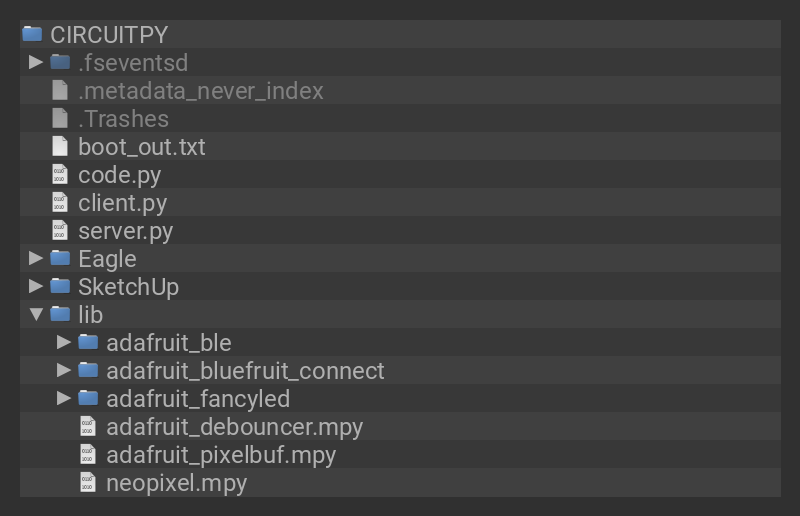 CIRCUITPY
.fseventsd
.metadata_never_index
.Trashes
boot_out.txt
code.py
client.py
server.py
Eagle
SketchUp
lib
adafruit_ble
adafruit_bluefruit_connect
adafruit_fancyled
adafruit_debouncer.mpy
adafruit_pixelbuf.mpy
neopixel.mpy